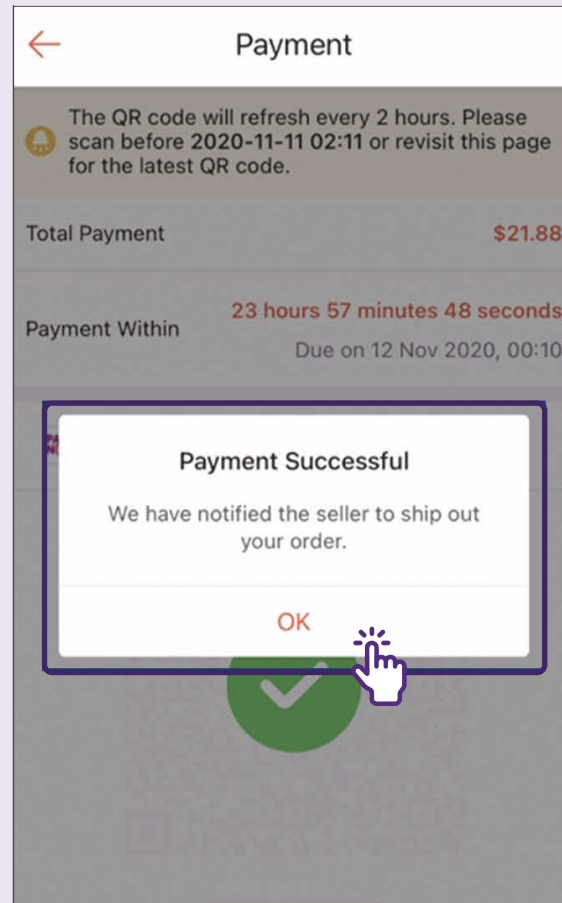 Payment
The QR code will refresh every 2 hours. Please
scan before 2020-11-11 02:11 or revisit this page
for the latest QR code.
Total Payment
$21.88
Payment Within
23 hours 57 minutes 48 seconds
Due on 12 Nov 2020, 00:10
Payment Successful
We have notified the seller to ship out
your order.
OK